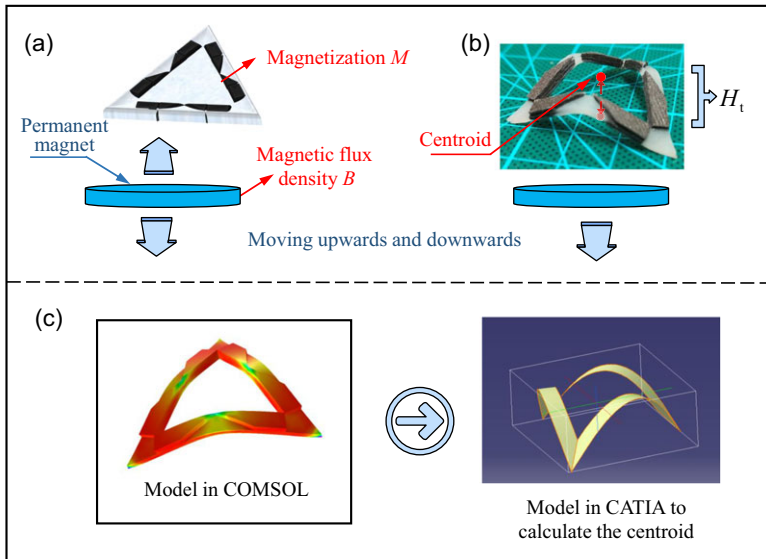 (a)
Magnetization M
Permanent
magnet
Magnetic flux
density B
(b)
Centroid
Ht
Moving upwards and downwards
(c)
Model in COMSOL
Model in CATIA to
calculate the centroid